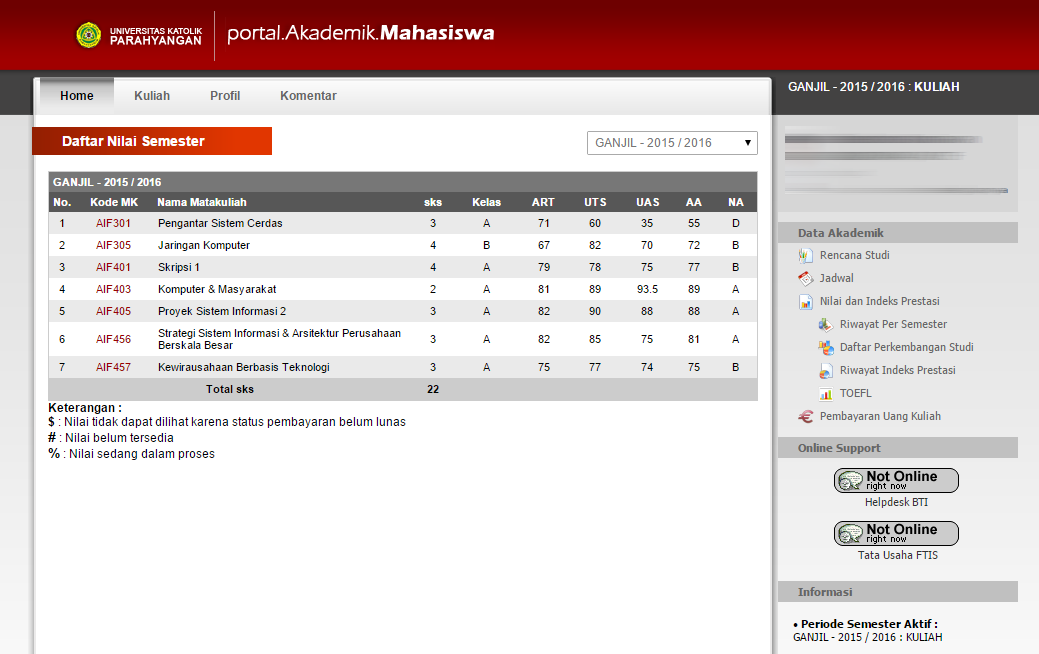 UNIVERSITAS KATOLIK
PARAHYANGAN
portal.Akademik.Mahasiswa
Home Kuliah Profil Komentar
GANJIL - 2015 / 2016 : KULIAH
Daftar Nilai Semester
GANJIL - 2015 / 2016
GANJIL - 2015 / 2016
No. Kode MK Nama Matakuliah sks Kelas ART UTS UAS AA NA
1 AIF301 Pengantar Sistem Cerdas 3 A 71 60 35 55 D
2 AIF305 Jaringan Komputer 4 B 67 82 70 72 B
3 AIF401 Skripsi 1 4 A 79 78 75 77 B
4 AIF403 Komputer & Masyarakat 2 A 81 89 93.5 89 A
5 AIF405 Proyek Sistem Informasi 2 3 A 82 90 88 88 A
6 AIF456 Strategi Sistem Informasi & Arsitektur Perusahaan
Berskala Besar 3 A 82 85 75 81 A
7 AIF457 Kewirausahaan Berbasis Teknologi 3 A 75 77 74 75 B
Total sks 22
Keterangan :
$ : Nilai tidak dapat dilihat karena status pembayaran belum lunas
# : Nilai belum tersedia
% : Nilai sedang dalam proses
Data Akademik
Rencana Studi
Jadwal
Nilai dan Indeks Prestasi
Riwayat Per Semester
Daftar Perkembangan Studi
Riwayat Indeks Prestasi
TOEFL
Pembayaran Uang Kuliah
Online Support
Not Online
right now
Helpdesk BTI
Not Online
right now
Tata Usaha FTIS
Informasi
• Periode Semester Aktif :
GANJIL - 2015 / 2016 : KULIAH